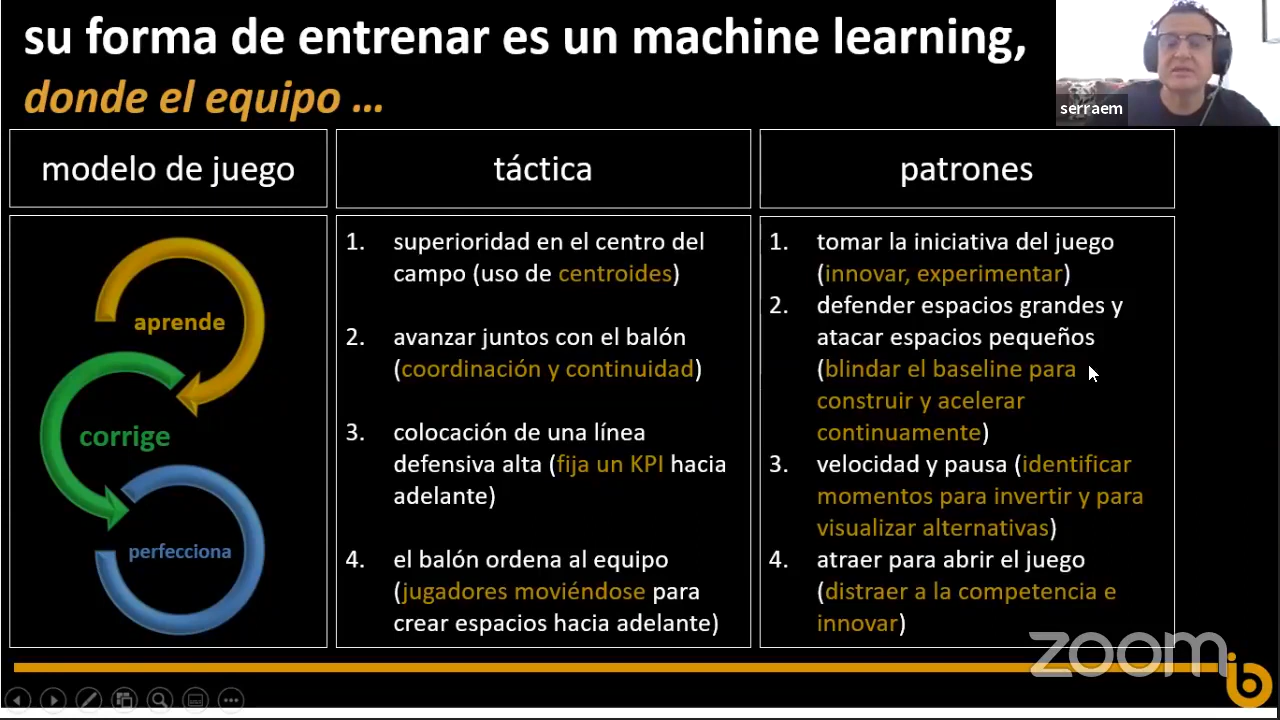 su forma de entrenar es un machine learning,
donde el equipo ...
serraem
modelo de juego
táctica
patrones
aprende
corrige
perfecciona
1. superioridad en el centro del
campo (uso de centroides)
2. avanzar juntos con el balón
(coordinación y continuidad)
3. colocación de una línea
defensiva alta (fija un KPI hacia
adelante)
4. el balón ordena al equipo
(jugadores moviéndose para
crear espacios hacia adelante)
1. tomar la iniciativa del juego
(innovar, experimentar)
2. defender espacios grandes y
atacar espacios pequeños
(blindar el baseline para
construir y acelerar
continuamente)
3. velocidad y pausa (identificar
momentos para invertir y para
visualizar alternativas)
4. atraer para abrir el juego
(distraer a la competencia e
innovar)
zoom
ib